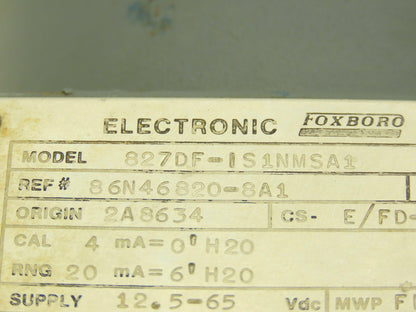 ELECTRONIC FOXBORO
MODEL 827DF-IS1NMSA1
REF# 86N46820-8A1
ORIGIN 2A8634 CS- E/FD-
CAL 4 mA= 0' H20
RNG 20 mA= 6' H20
SUPPLY 12.5-65 Vdc MWP